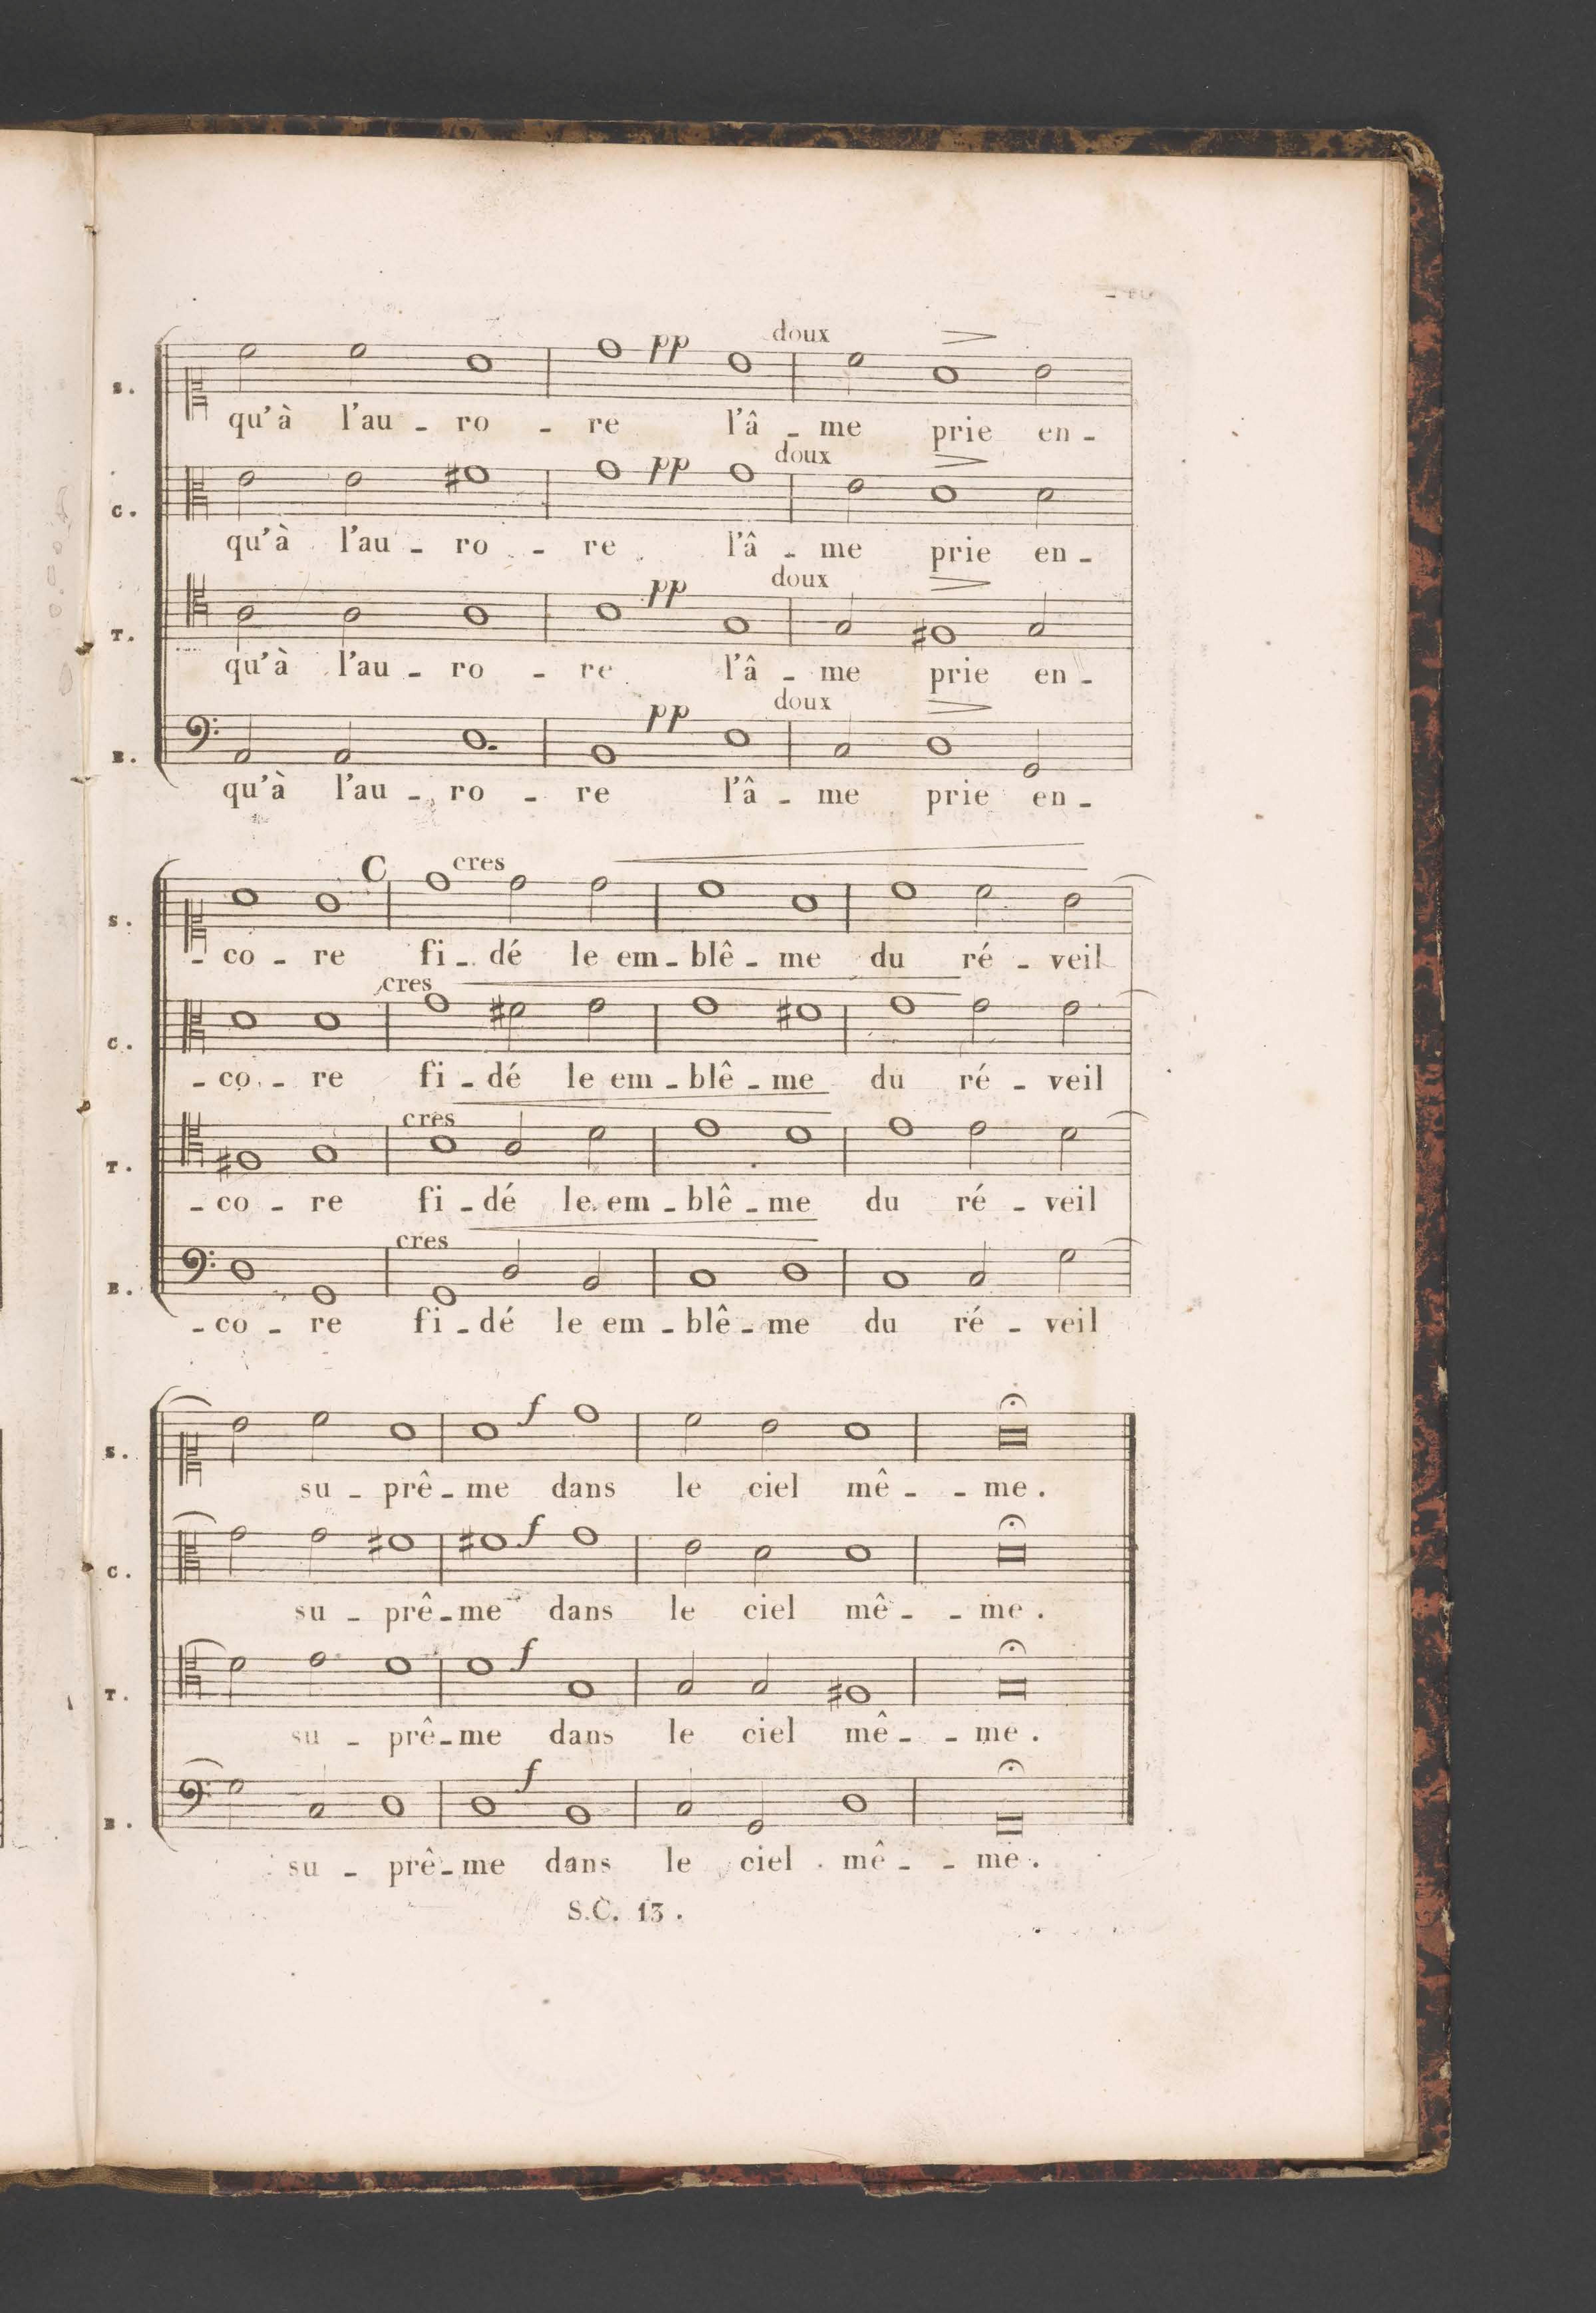 pp doux
S.
qu'à l'au - ro - re l'â - me prie en -
pp doux
C.
qu'à l'au - ro - re l'â - me prie en -
pp doux
T.
qu'à l'au - ro - re l'â - me prie en -
pp doux
B.
qu'à l'au - ro - re l'â - me prie en -
C cres
S.
- co - re fi - dé le em - blê - me du ré - veil
cres
C.
- co - re fi - dé le em - blê - me du ré - veil
cres
T.
- co - re fi - dé le em - blê - me du ré - veil
cres
B.
- co - re fi - dé le em - blê - me du ré - veil
f
S.
su - prê - me dans le ciel mê - - me.
f
C.
su - prê - me dans le ciel mê - - me.
f
T.
su - prê - me dans le ciel mê - - me.
f
B.
su - prê - me dans le ciel mê - - me.
S.C. 13.